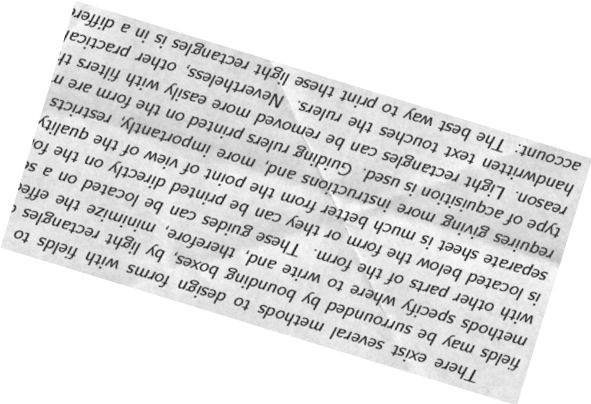 There exist several methods to design forms with fields to
fields may be surrounded by bounding boxes, by light rectangles
methods specify where to write and, therefore, minimize the effe
with other parts of the form. These guides can be located on a s
is located below the form or they can be printed directly on the fo
separate sheet is much better from the point of view of the quality
requires giving more instructions and, more importantly, restricts
type of acquisition is used. Guiding rulers printed on the form are m
reason. Light rectangles can be removed more easily with filters th
handwritten text touches the rulers. Nevertheless, other practical
account: The best way to print these light rectangles is in a differe